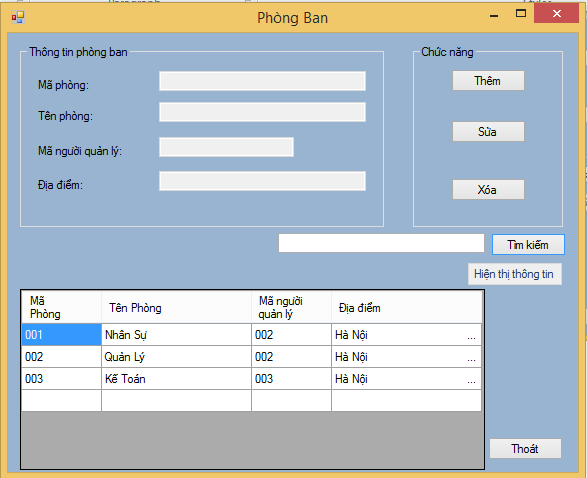 Phòng Ban
Thông tin phòng ban
Chức năng
Mã phòng:
Thêm
Tên phòng:
Sửa
Mã người quản lý:
Địa điểm:
Xóa
Tìm kiếm
Hiện thị thông tin
Mã Phòng Tên Phòng Mã người quản lý Địa điểm
001 Nhân Sự 002 Hà Nội ...
002 Quản Lý 002 Hà Nội ...
003 Kế Toán 003 Hà Nội ...
Thoát